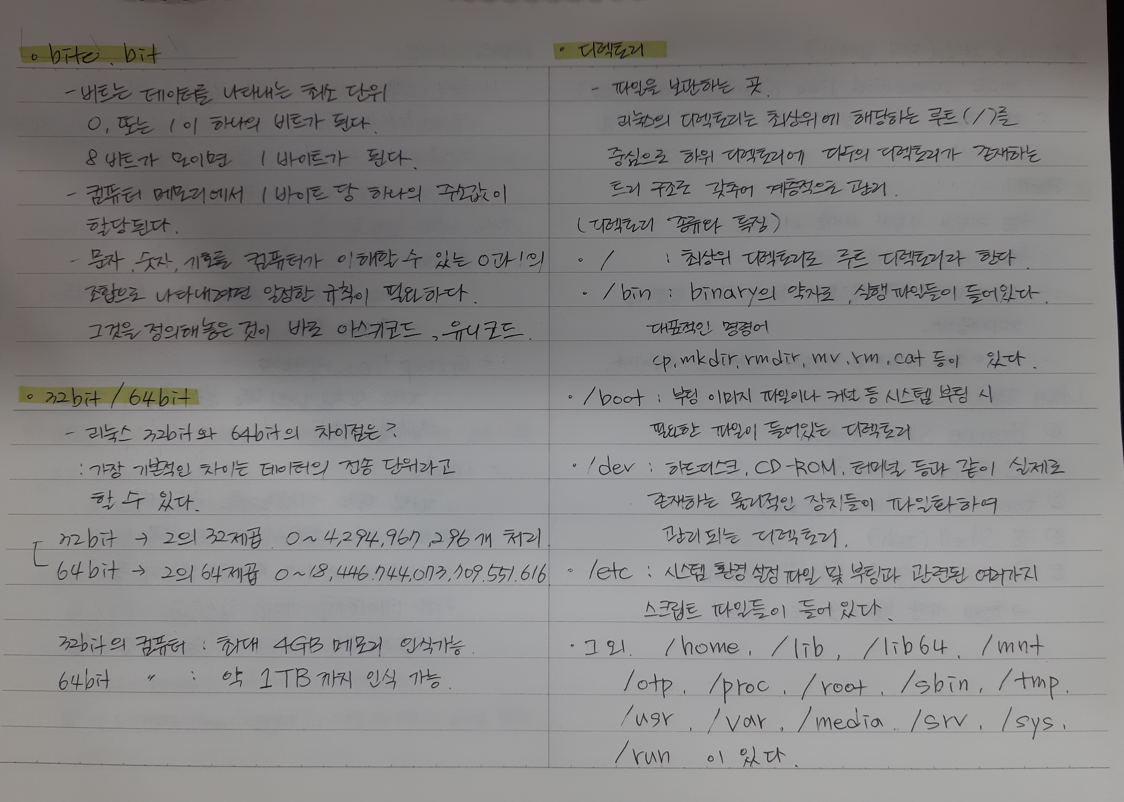 ◦ bite, bit
- 비트는 데이터를 나타내는 최소 단위
0, 또는 1 이 하나의 비트가 된다.
8 비트가 모이면 1 바이트가 된다.
- 컴퓨터 메모리에서 1 바이트 당 하나의 주소값이
할당된다.
- 문자, 숫자, 기호를 컴퓨터가 이해할 수 있는 0과 1의
조합으로 나타내려면 일정한 규칙이 필요하다.
그것을 정의해놓은 것이 바로 아스키코드, 유니코드.
◦ 32bit / 64bit
- 리눅스 32bit와 64bit의 차이점은?
: 가장 기본적인 차이는 데이터의 전송 단위라고
할 수 있다.
32bit → 2의 32제곱 0~4,294,967,296개 처리.
64bit → 2의 64제곱 0~18,446.744,073,709.551.616
32bit의 컴퓨터 : 최대 4GB 메모리 인식가능.
64bit 〃 : 약 1TB까지 인식 가능.
· 디렉토리
- 파일을 보관하는 곳.
리눅스의 디렉토리는 최상위에 해당하는 루트(/)를
중심으로 하위 디렉토리에 다수의 디렉토리가 존재하는
트리 구조로 갖추어 계층적으로 관리.
(디렉토리 종류와 특징)
· / : 최상위 디렉토리로 루트 디렉토리라 한다.
· /bin : binary의 약자로, 실행 파일들이 들어있다.
대표적인 명령어
cp, mkdir, rmdir, mv, rm, cat 등이 있다.
· /boot : 부팅 이미지 파일이나 커널 등 시스템 부팅 시
필요한 파일이 들어있는 디렉토리
· /dev : 하드디스크, CD-ROM, 터미널 등과 같이 실제로
존재하는 물리적인 장치들이 파일화하여
관리되는 디렉토리.
· /etc : 시스템 환경 설정 파일 및 부팅과 관련된 여러가지
스크립트 파일들이 들어 있다.
· 그 외. /home, /lib, /lib64, /mnt
/otp, /proc, /root, /sbin, /tmp.
/usr, /var, /media, /srv, /sys,
/run 이 있다.